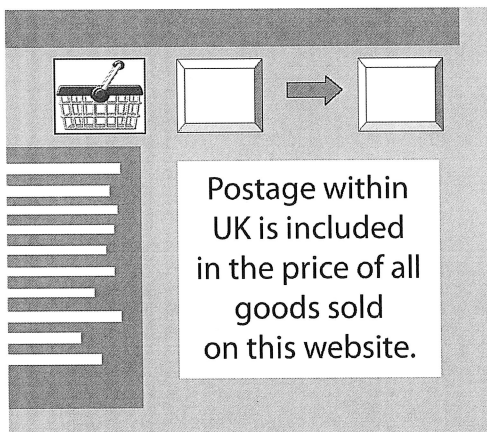 Postage within
UK is included
in the price of all
goods sold
on this website.